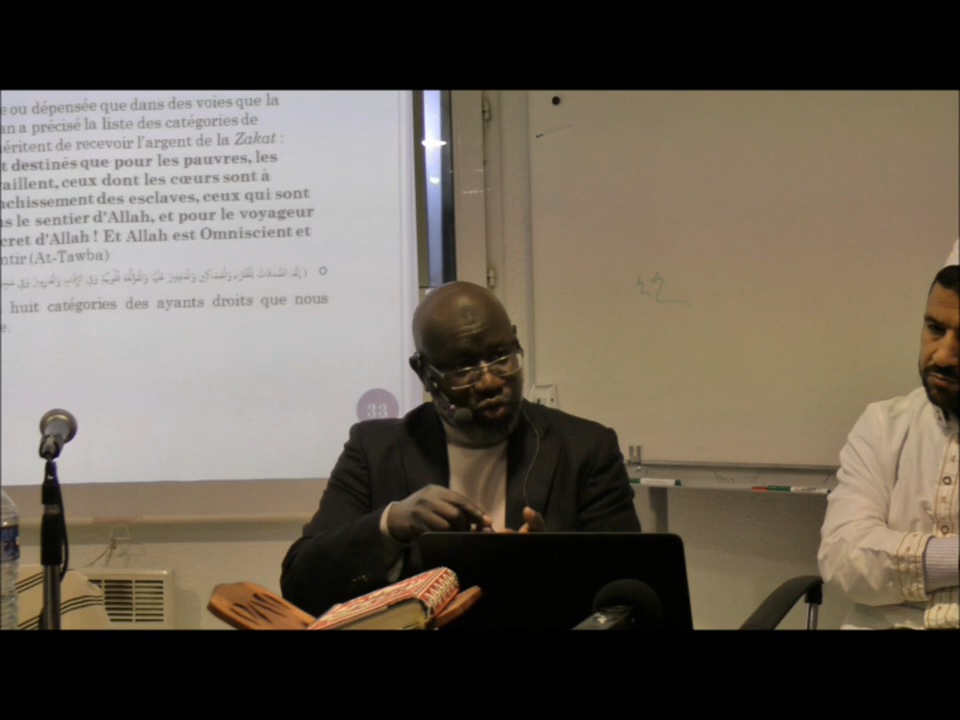 e ou dépensée que dans des voies que la
an a précisé la liste des catégories de
éritent de recevoir l'argent de la Zakat :
t destinés que pour les pauvres, les
vaillent, ceux dont les cœurs sont à
nchissement des esclaves, ceux qui sont
ns le sentier d'Allah, et pour le voyageur
cret d'Allah ! Et Allah est Omniscient et
ntir (At-Tawba)
huit catégories des ayants droits que nous
e.
33